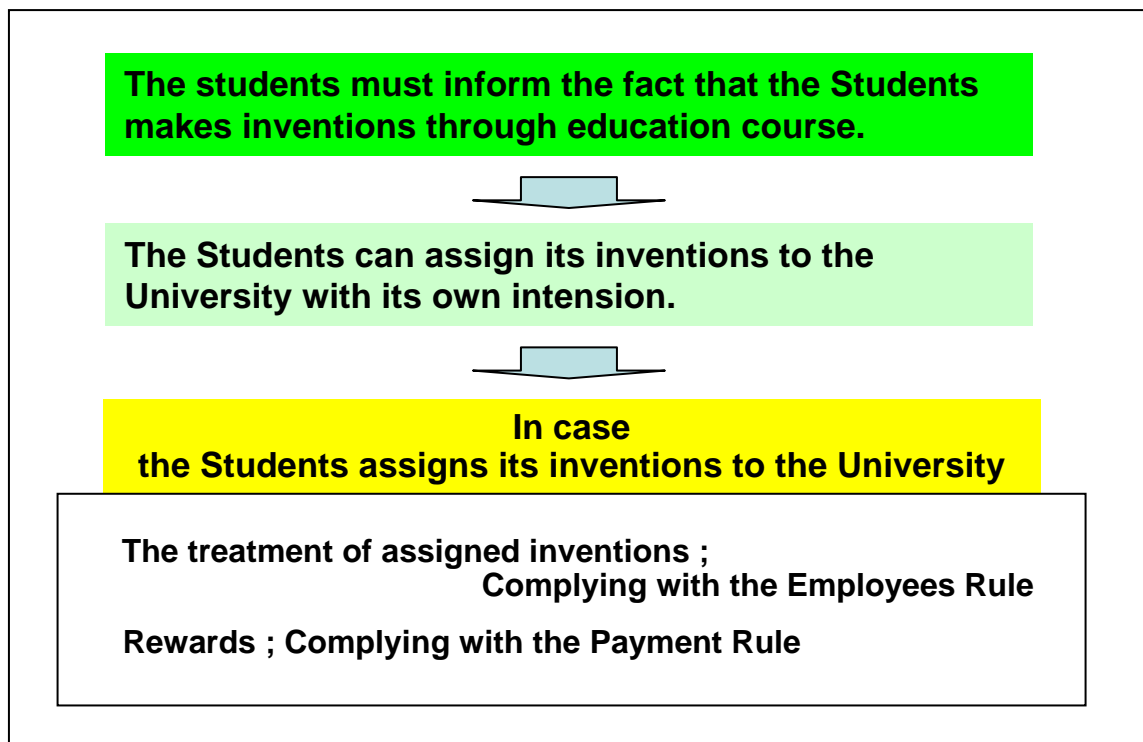 The students must inform the fact that the Students
makes inventions through education course.
The Students can assign its inventions to the
University with its own intension.
In case
the Students assigns its inventions to the University
The treatment of assigned inventions ;
Complying with the Employees Rule
Rewards ; Complying with the Payment Rule